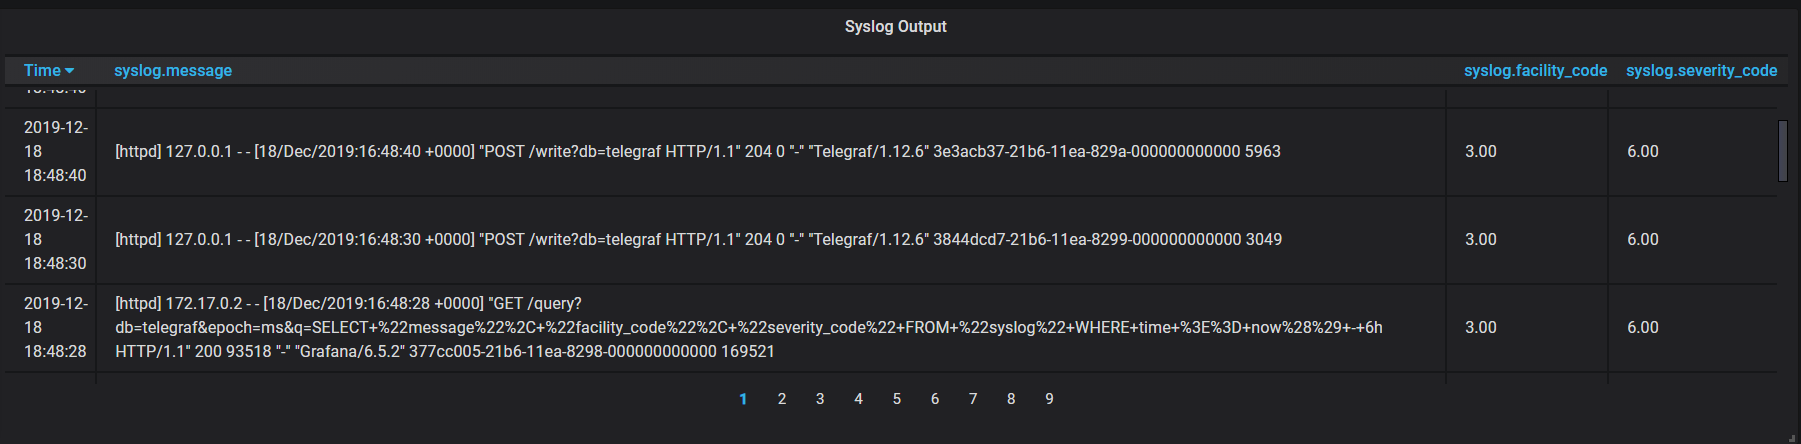 Syslog Output
Time syslog.message syslog.facility_code syslog.severity_code
2019-12-
18
18:48:40
[httpd] 127.0.0.1 - - [18/Dec/2019:16:48:40 +0000] "POST /write?db=telegraf HTTP/1.1" 204 0 "-" "Telegraf/1.12.6" 3e3acb37-21b6-11ea-829a-000000000000 5963
3.00
6.00
2019-12-
18
18:48:30
[httpd] 127.0.0.1 - - [18/Dec/2019:16:48:30 +0000] "POST /write?db=telegraf HTTP/1.1" 204 0 "-" "Telegraf/1.12.6" 3844dcd7-21b6-11ea-8299-000000000000 3049
3.00
6.00
2019-12-
18
18:48:28
[httpd] 172.17.0.2 - - [18/Dec/2019:16:48:28 +0000] "GET /query?
db=telegraf&epoch=ms&q=SELECT+%22message%22%2C+%22facility_code%22%2C+%22severity_code%22+FROM+%22syslog%22+WHERE+time+%3E%3D+now%28%29+-+6h
HTTP/1.1" 200 93518 "-" "Grafana/6.5.2" 377cc005-21b6-11ea-8298-000000000000 169521
3.00
6.00
1 2 3 4 5 6 7 8 9